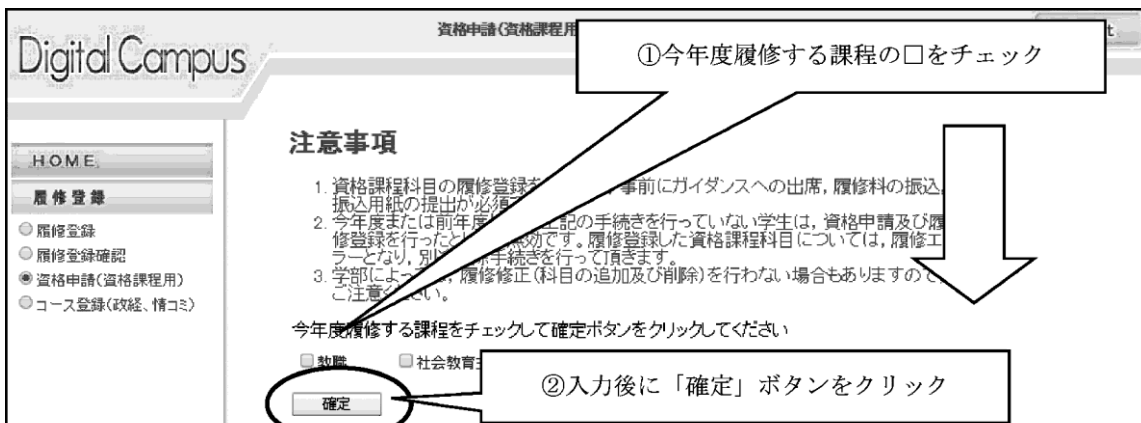 Digital Campus
資格申請(資格課程用
t
①今年度履修する課程の□をチェック
HOME
履修登録
履修登録
履修登録確認
資格申請(資格課程用)
コース登録(政経、情コミ)
注意事項
1. 資格課程科目の履修登録を 事前にガイダンスへの出席,履修料の振込,
振込用紙の提出が必須
2. 今年度または前年度 上記の手続きを行っていない学生は,資格申請及び履
修登録を行ったとし 無効です。履修登録した資格課程科目については,履修エ
ラーとなり,別 手続きを行って頂きます。
3. 学部によっ ,履修修正(科目の追加及び削除)を行わない場合もありますので
ご注意ください。
今年度履修する課程をチェックして確定ボタンをクリックしてください
教職 社会教育
②入力後に「確定」ボタンをクリック
確定